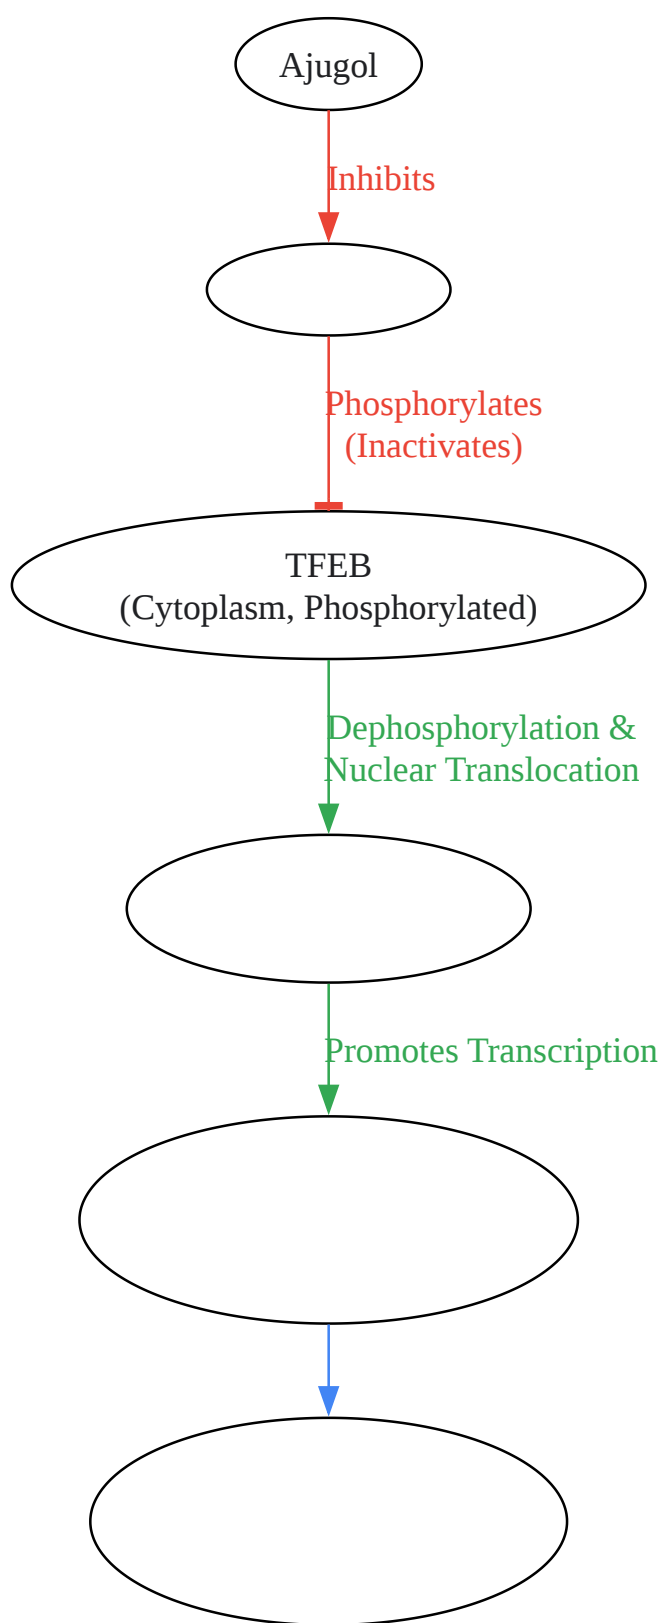 Ajugol
Inhibits
Phosphorylates
(Inactivates)
TFEB
(Cytoplasm, Phosphorylated)
Dephosphorylation &
Nuclear Translocation
Promotes Transcription